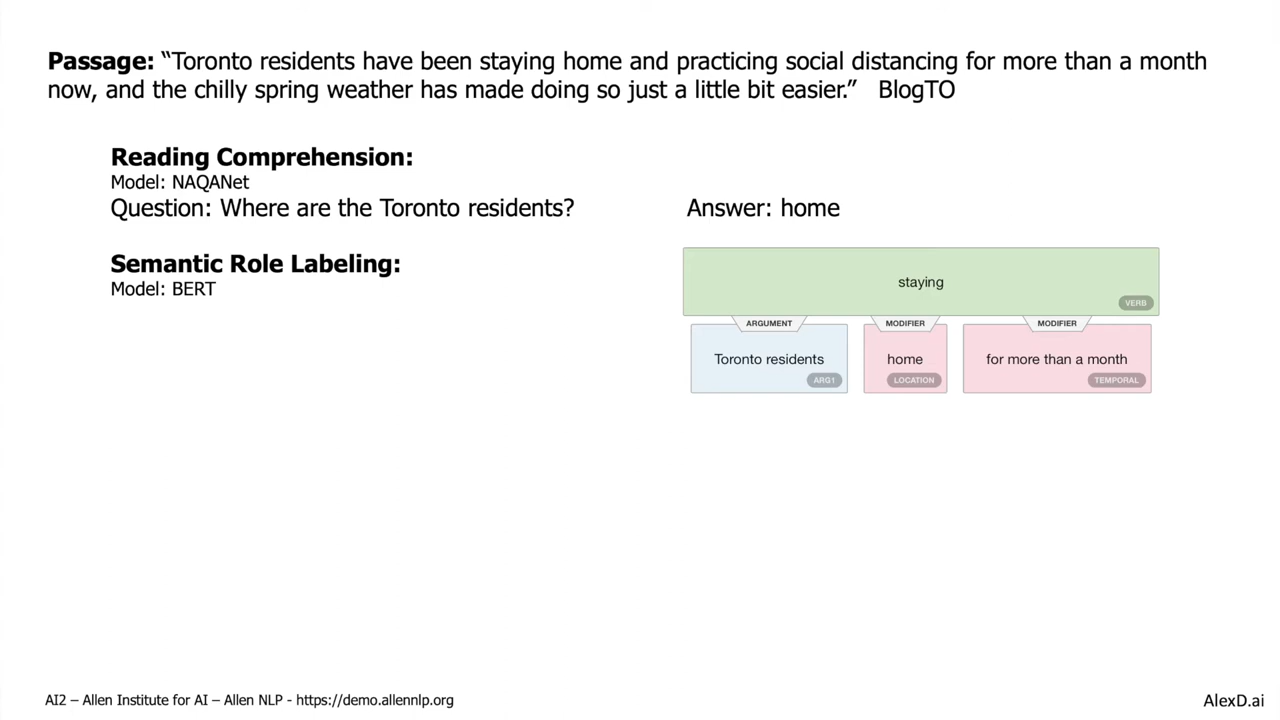 Passage: “Toronto residents have been staying home and practicing social distancing for more than a month
now, and the chilly spring weather has made doing so just a little bit easier.” BlogTO
Reading Comprehension:
Model: NAQANet
Question: Where are the Toronto residents? Answer: home
Semantic Role Labeling:
Model: BERT
staying
VERB
ARGUMENT MODIFIER MODIFIER
Toronto residents home for more than a month
ARG1 LOCATION TEMPORAL
AI2 – Allen Institute for AI – Allen NLP - https://demo.allennlp.org AlexD.ai